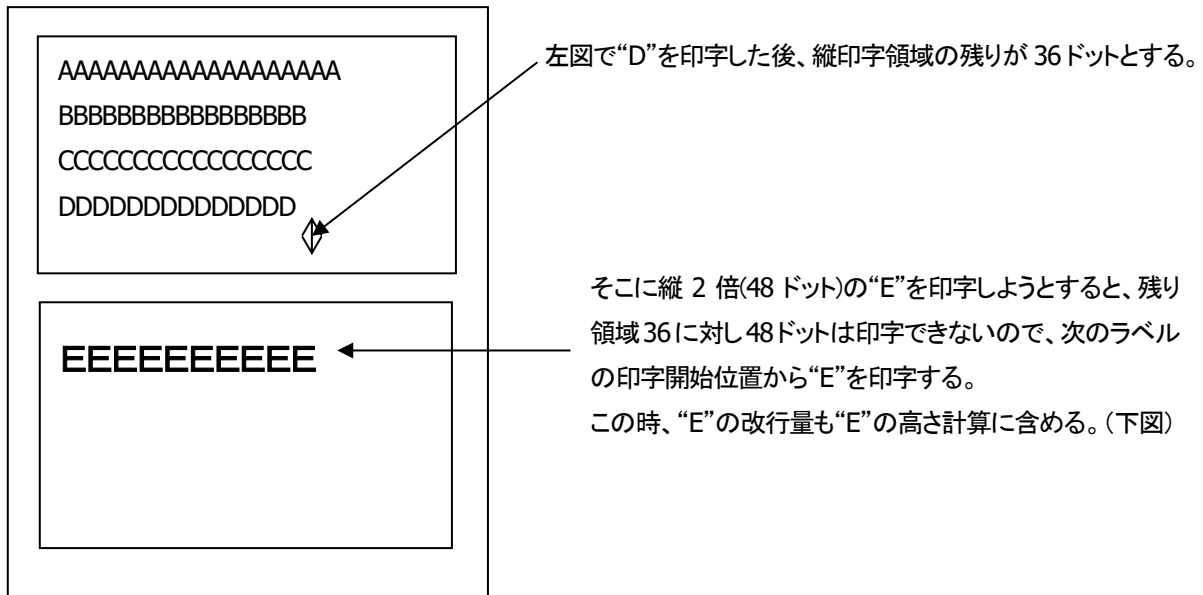 左図で“D”を印字した後、縦印字領域の残りが 36ドットとする。
AAAAAAAAAAAAAAAAAAA
BBBBBBBBBBBBBBBBB
CCCCCCCCCCCCCCCCC
DDDDDDDDDDDDDD
そこに縦 2 倍(48 ドット)の“E”を印字しようとすると、残り
領域36に対し48ドットは印字できないので、次のラベル
の印字開始位置から“E”を印字する。
この時、“E”の改行量も“E”の高さ計算に含める。(下図)
EEEEEEEEEE